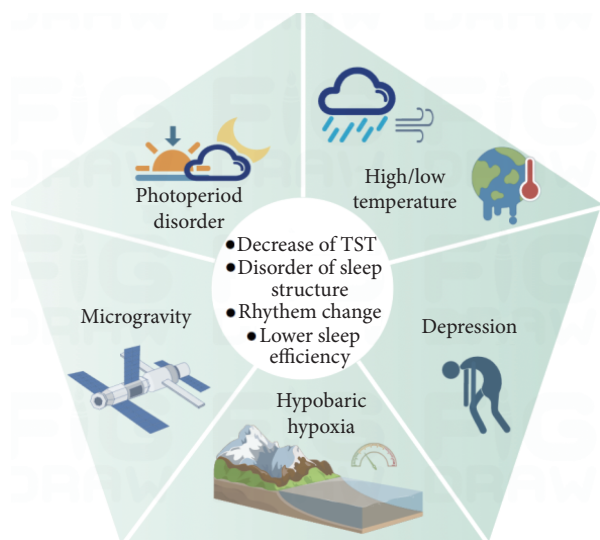 Photoperiod
disorder
High/low
temperature
● Decrease of TST
● Disorder of sleep
structure
● Rhythem change
● Lower sleep
efficiency
Microgravity
Depression
Hypobaric
hypoxia